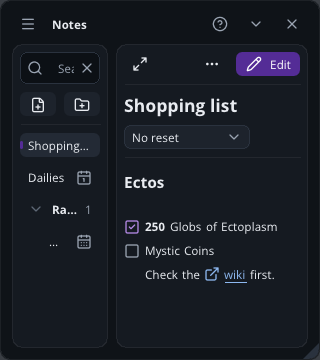 Notes
Sea
Edit
Shopping list
No reset
Shopping...
Dailies
1
Ra... 1
...
Ectos
250 Globs of Ectoplasm
Mystic Coins
Check the wiki first.